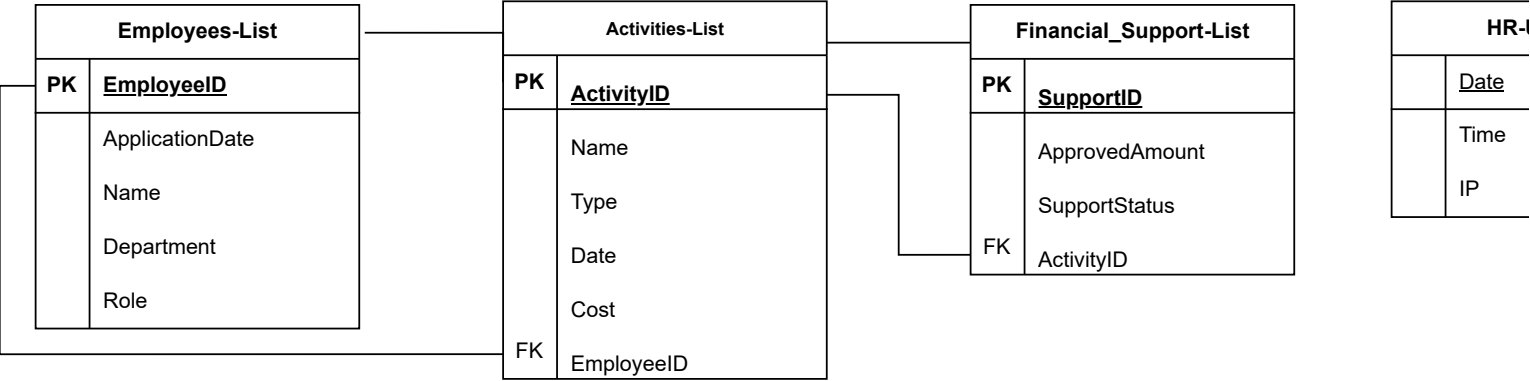 Employees-List
PK EmployeeID
ApplicationDate
Name
Department
Role
Activities-List
PK ActivityID
Name
Type
Date
Cost
FK EmployeeID
Financial_Support-List
PK SupportID
ApprovedAmount
SupportStatus
FK ActivityID
Date
Time
IP